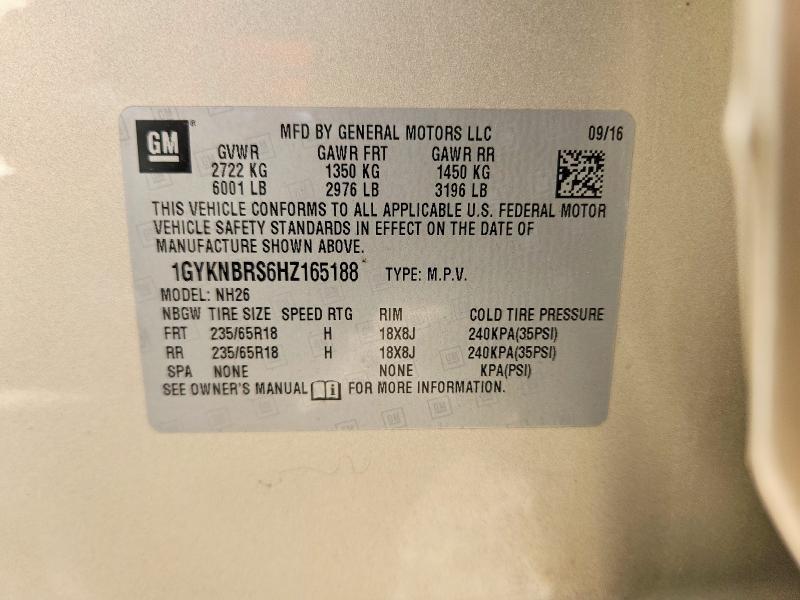 GM ® MFD BY GENERAL MOTORS LLC 09/16
GVWR GAWR FRT GAWR RR
2722 KG 1350 KG 1450 KG
6001 LB 2976 LB 3196 LB
THIS VEHICLE CONFORMS TO ALL APPLICABLE U.S. FEDERAL MOTOR
VEHICLE SAFETY STANDARDS IN EFFECT ON THE DATE OF
MANUFACTURE SHOWN ABOVE.
1GYKNBRS6HZ165188* TYPE: M.P.V.
MODEL: NH26
NBGW TIRE SIZE SPEED RTG RIM COLD TIRE PRESSURE
FRT 235/65R18 H 18X8J 240KPA(35PSI)
RR 235/65R18 H 18X8J 240KPA(35PSI)
SPA NONE NONE KPA(PSI)
SEE OWNER'S MANUAL FOR MORE INFORMATION.